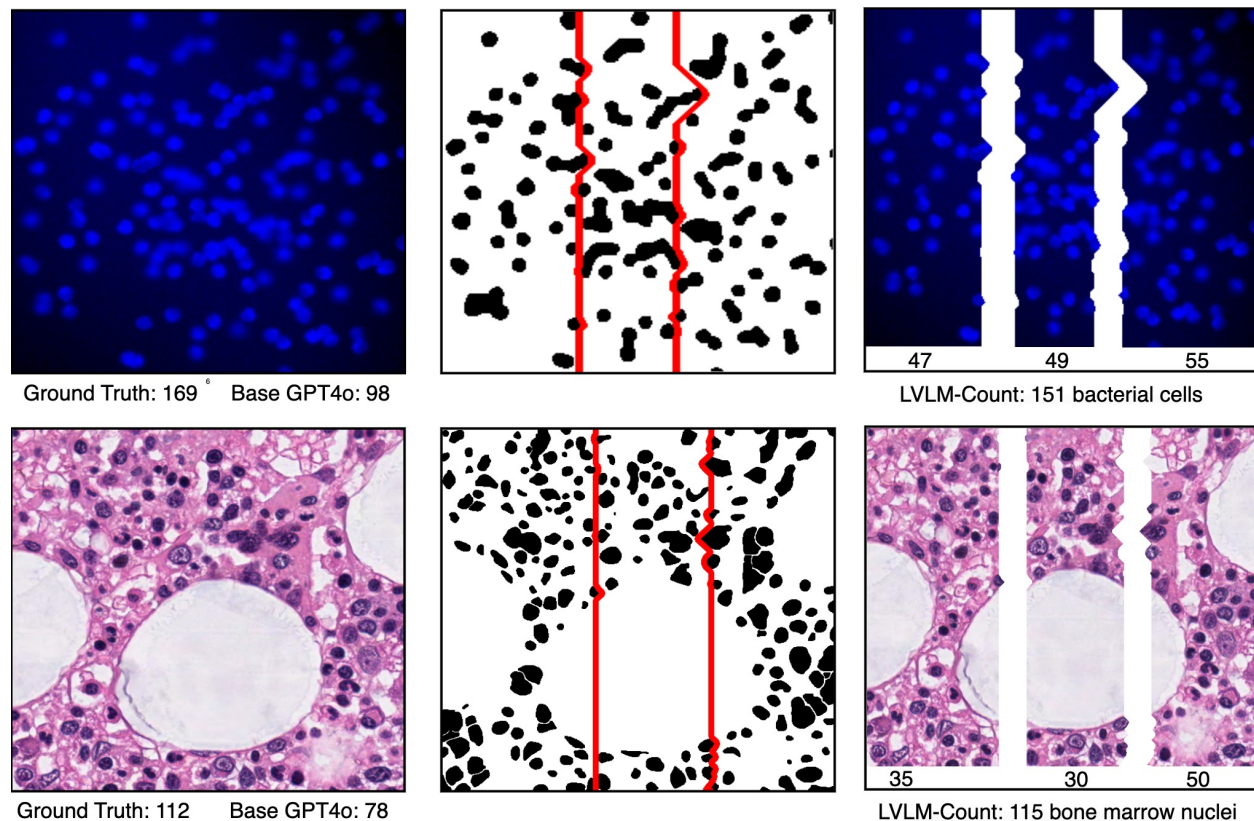 47 49 55
Ground Truth: 169 6 Base GPT4o: 98
LVLM-Count: 151 bacterial cells
35 30 50
Ground Truth: 112 Base GPT4o: 78
LVLM-Count: 115 bone marrow nuclei